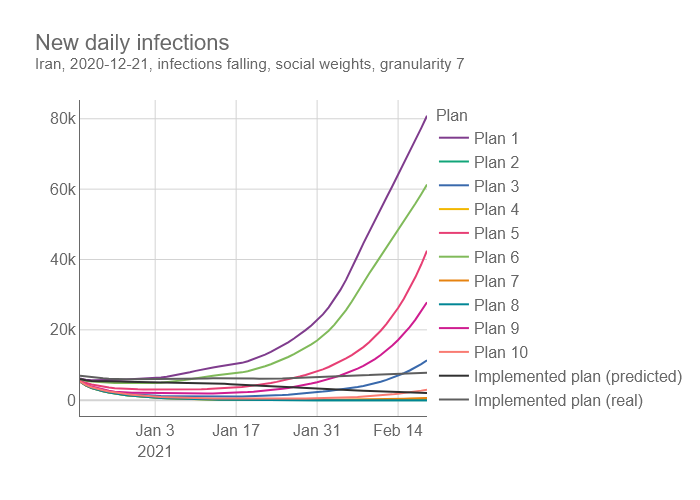 New daily infections
Iran, 2020-12-21, infections falling, social weights, granularity 7
80k
60k
40k
20k
0
Jan 3
2021
Jan 17
Jan 31
Feb 14
Plan
Plan 1
Plan 2
Plan 3
Plan 4
Plan 5
Plan 6
Plan 7
Plan 8
Plan 9
Plan 10
Implemented plan (predicted)
Implemented plan (real)